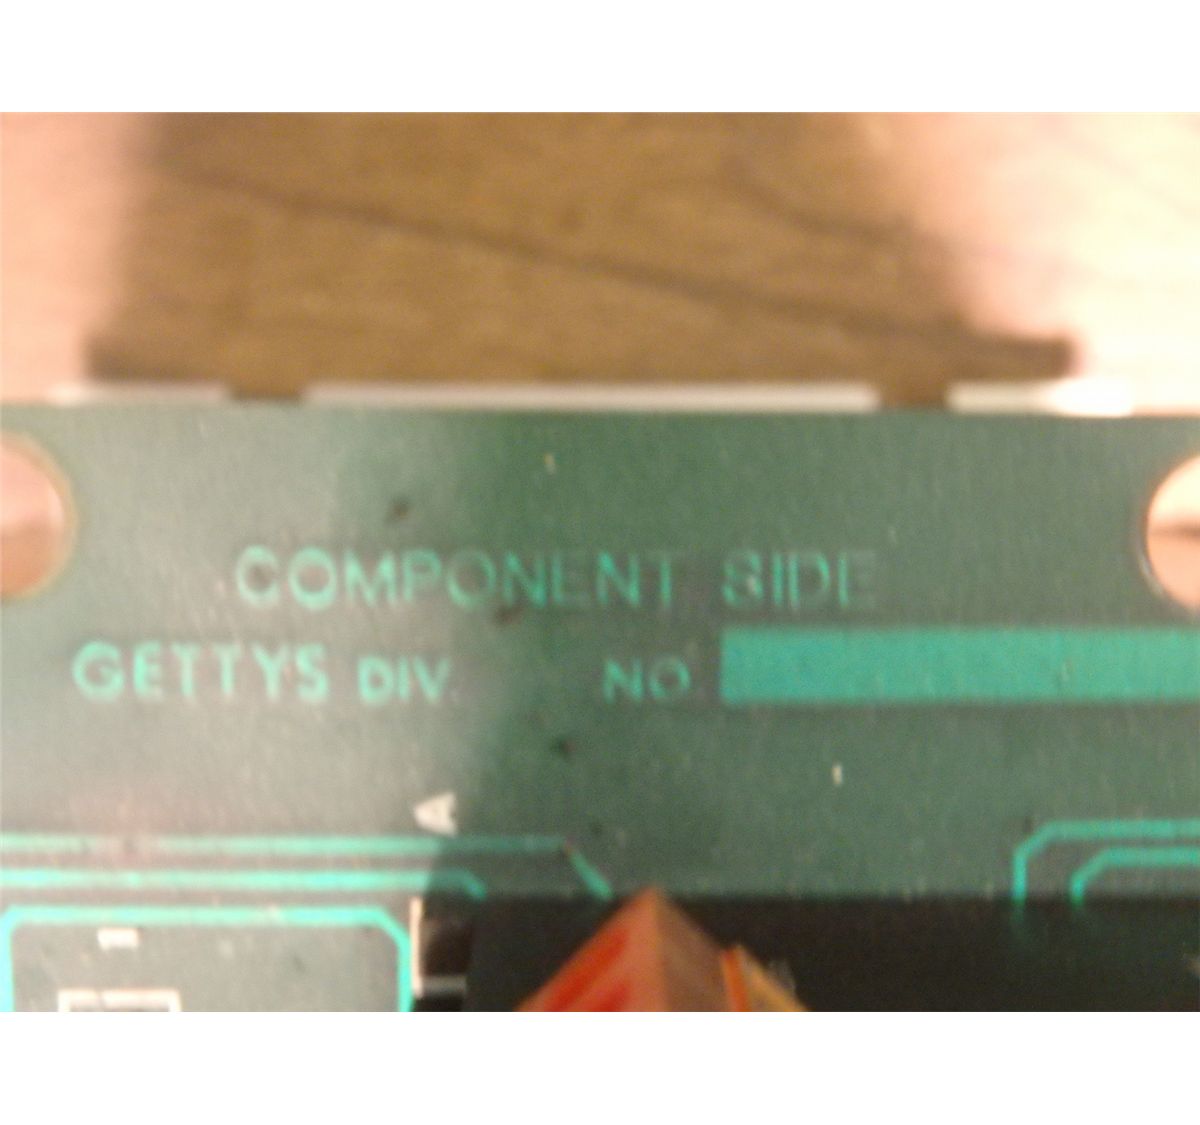 COMPONENT SIDE
GETTYS DIV. NO